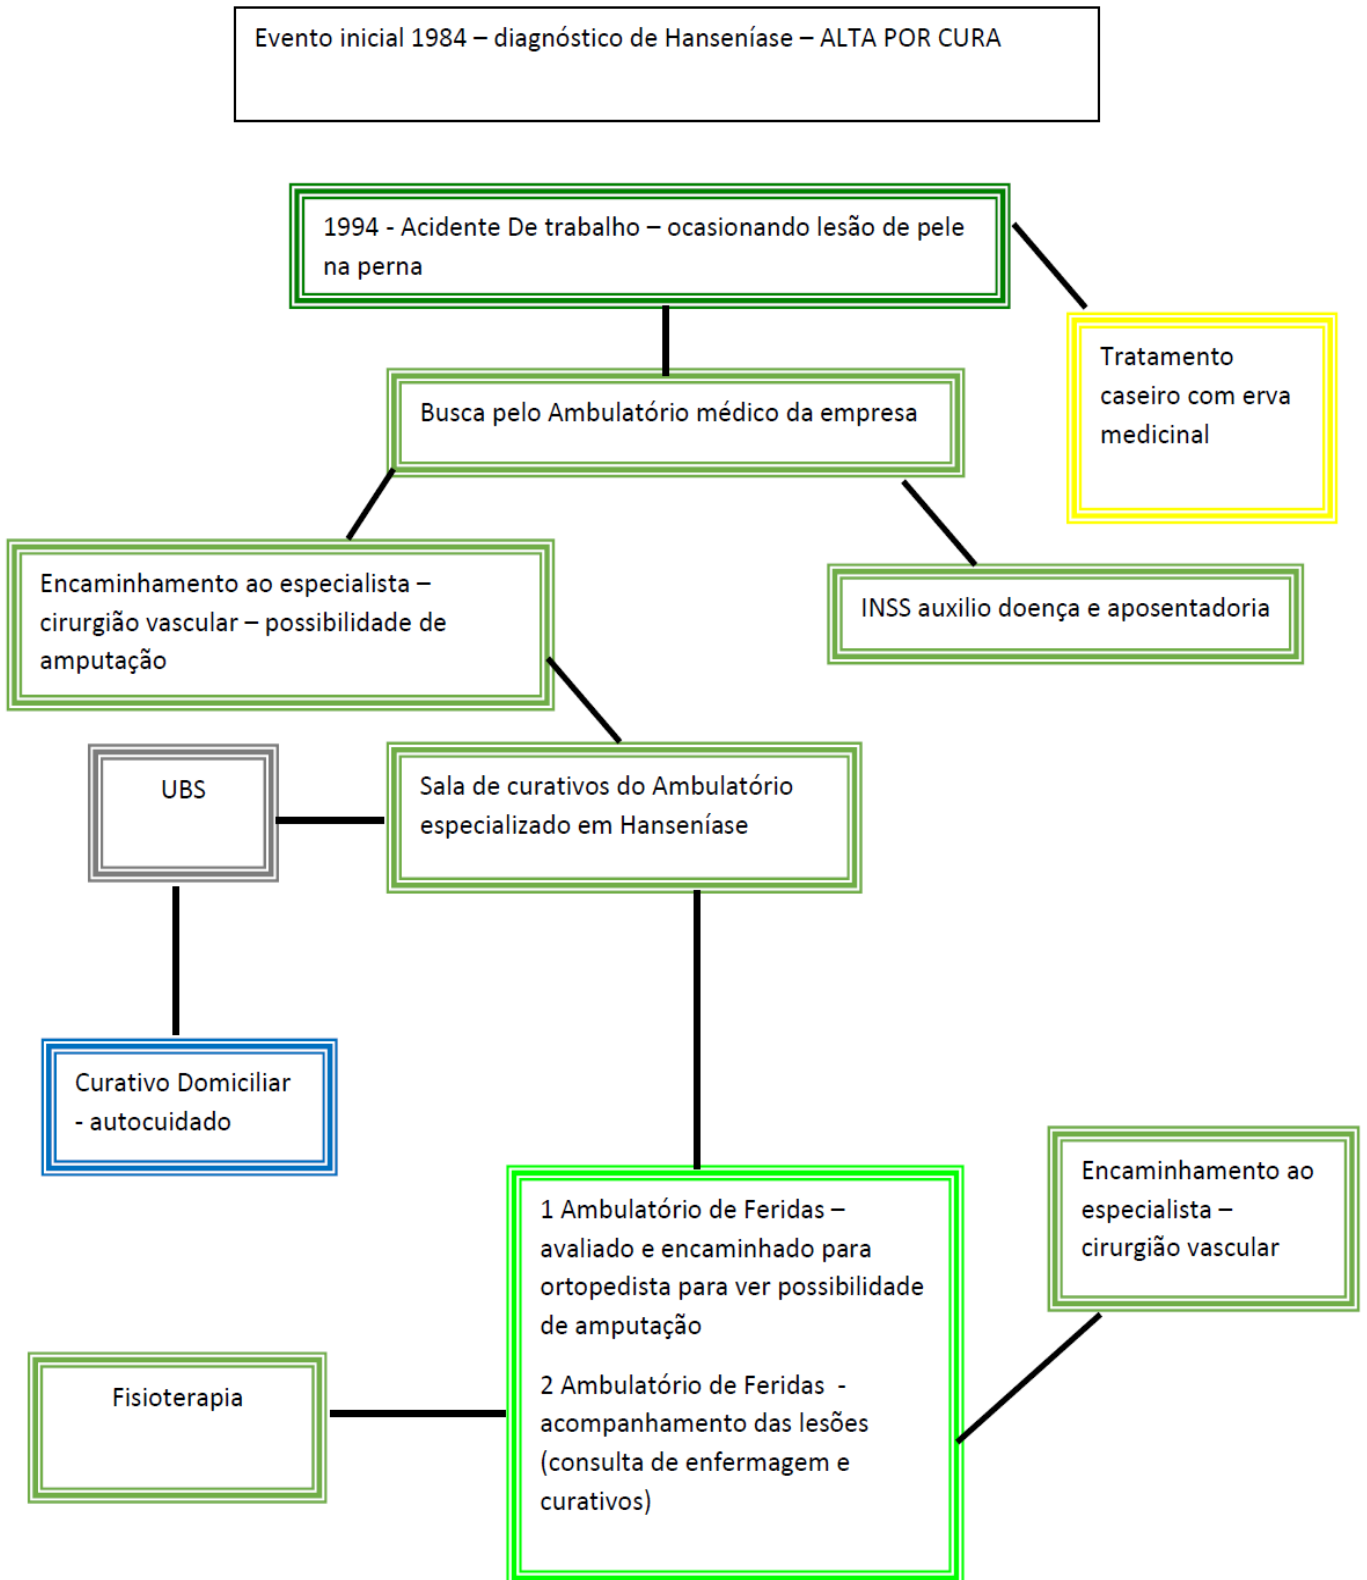 Evento inicial 1984 – diagnóstico de Hanseníase – ALTA POR CURA
1994 - Acidente De trabalho – ocasionando lesão de pele
na perna
Tratamento
caseiro com erva
medicinal
Busca pelo Ambulatório médico da empresa
Encaminhamento ao especialista –
cirurgião vascular – possibilidade de
amputação
INSS auxilio doença e aposentadoria
UBS
Sala de curativos do Ambulatório
especializado em Hanseníase
Curativo Domiciliar
- autocuidado
Encaminhamento ao
especialista –
cirurgião vascular
1 Ambulatório de Feridas –
avaliado e encaminhado para
ortopedista para ver possibilidade
de amputação
2 Ambulatório de Feridas -
acompanhamento das lesões
(consulta de enfermagem e
curativos)
Fisioterapia